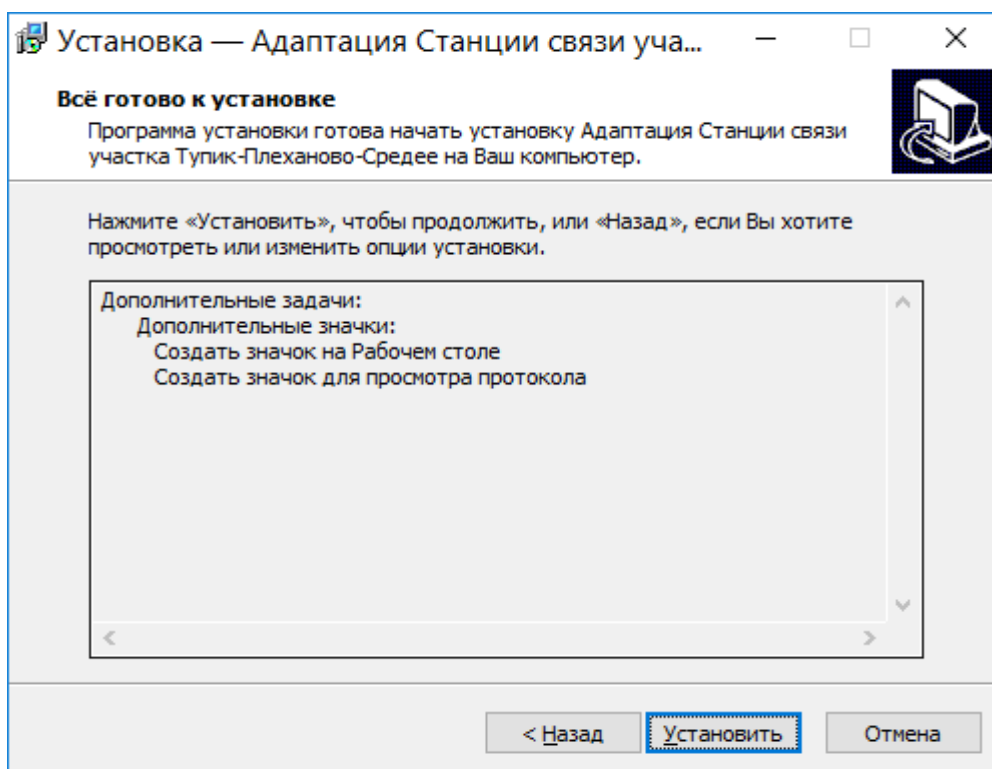 Установка — Адаптация Станции связи уча...
Всё готово к установке
Программа установки готова начать установку Адаптация Станции связи
участка Тупик-Плеханово-Средее на Ваш компьютер.
Нажмите «Установить», чтобы продолжить, или «Назад», если Вы хотите
просмотреть или изменить опции установки.
Дополнительные задачи:
Дополнительные значки:
Создать значок на Рабочем столе
Создать значок для просмотра протокола
< Назад
Установить
Отмена